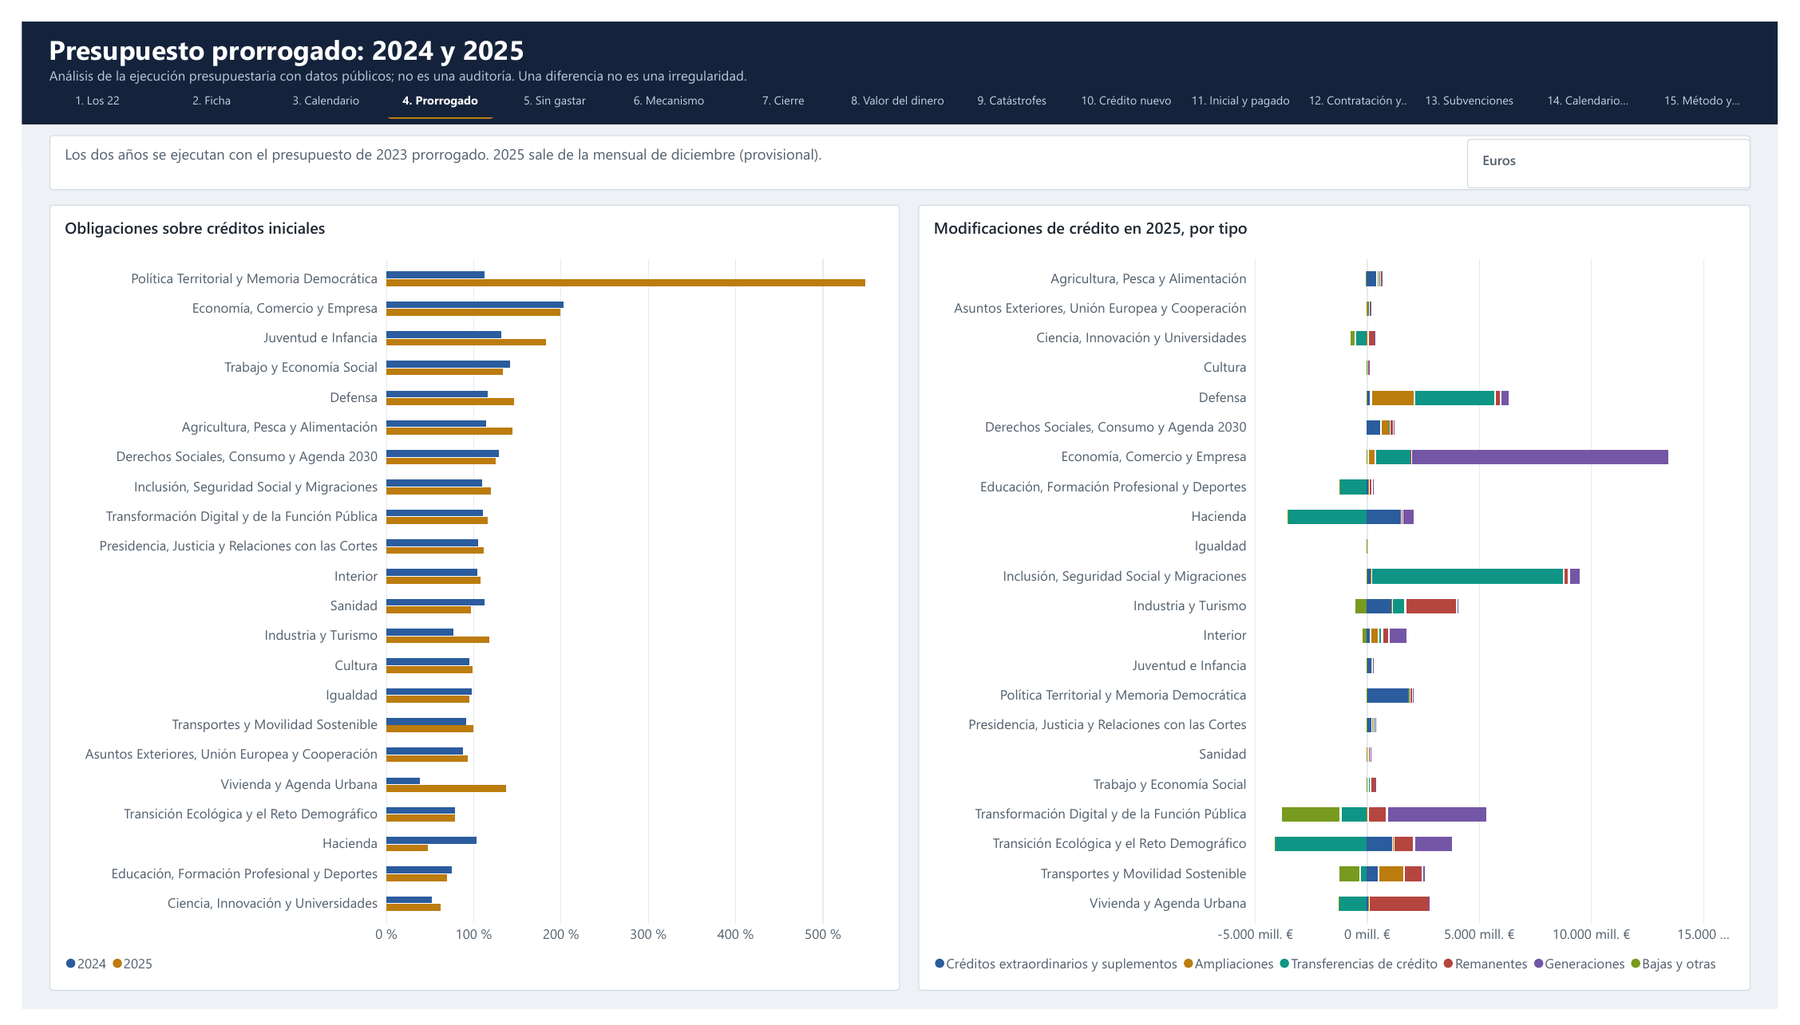 Presupuesto prorrogado: 2024 y 2025
Análisis de la ejecución presupuestaria con datos públicos; no es una auditoría. Una diferencia no es una irregularidad.
1. Los 22
2. Ficha
3. Calendario
4. Prorrogado
5. Sin gastar
6. Mecanismo
7. Cierre
8. Valor del dinero
9. Catástrofes
10. Crédito nuevo
11. Inicial y pagado
12. Contratación y..
13. Subvenciones
14. Calendario...
15. Método y...
Los dos años se ejecutan con el presupuesto de 2023 prorrogado. 2025 sale de la mensual de diciembre (provisional).
Euros
Obligaciones sobre créditos iniciales
Política Territorial y Memoria Democrática
Economía, Comercio y Empresa
Juventud e Infancia
Trabajo y Economía Social
Defensa
Agricultura, Pesca y Alimentación
Derechos Sociales, Consumo y Agenda 2030
Inclusión, Seguridad Social y Migraciones
Transformación Digital y de la Función Pública
Presidencia, Justicia y Relaciones con las Cortes
Interior
Sanidad
Industria y Turismo
Cultura
Igualdad
Transportes y Movilidad Sostenible
Asuntos Exteriores, Unión Europea y Cooperación
Vivienda y Agenda Urbana
Transición Ecológica y el Reto Demográfico
Hacienda
Educación, Formación Profesional y Deportes
Ciencia, Innovación y Universidades
0 % 100 % 200 % 300 % 400 % 500 %
2024 2025
Modificaciones de crédito en 2025, por tipo
Agricultura, Pesca y Alimentación
Asuntos Exteriores, Unión Europea y Cooperación
Ciencia, Innovación y Universidades
Cultura
Defensa
Derechos Sociales, Consumo y Agenda 2030
Economía, Comercio y Empresa
Educación, Formación Profesional y Deportes
Hacienda
Igualdad
Inclusión, Seguridad Social y Migraciones
Industria y Turismo
Interior
Juventud e Infancia
Política Territorial y Memoria Democrática
Presidencia, Justicia y Relaciones con las Cortes
Sanidad
Trabajo y Economía Social
Transformación Digital y de la Función Pública
Transición Ecológica y el Reto Demográfico
Transportes y Movilidad Sostenible
Vivienda y Agenda Urbana
-5.000 mill. € 0 mill. € 5.000 mill. € 10.000 mill. € 15.000 ...
Créditos extraordinarios y suplementos Ampliaciones Transferencias de crédito Remanentes Generaciones Bajas y otras